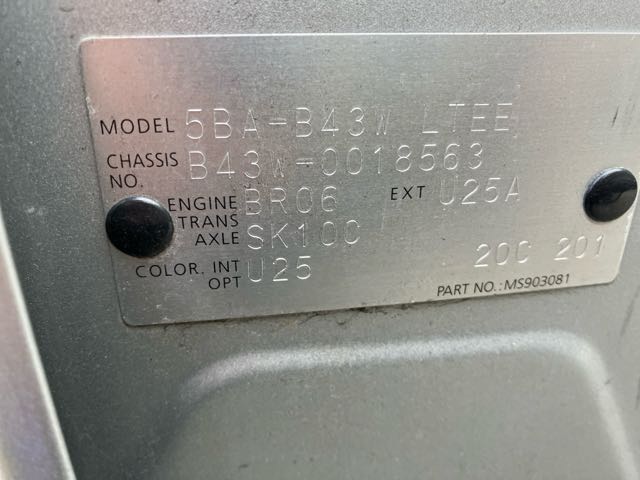 MODEL 5BA-B43W LTEE
CHASSIS NO. B43W-0018563
ENGINE BR06 EXT U25A
TRANS AXLE SK10C
COLOR. INT U25 20C 201
OPT
PART NO.:MS903081